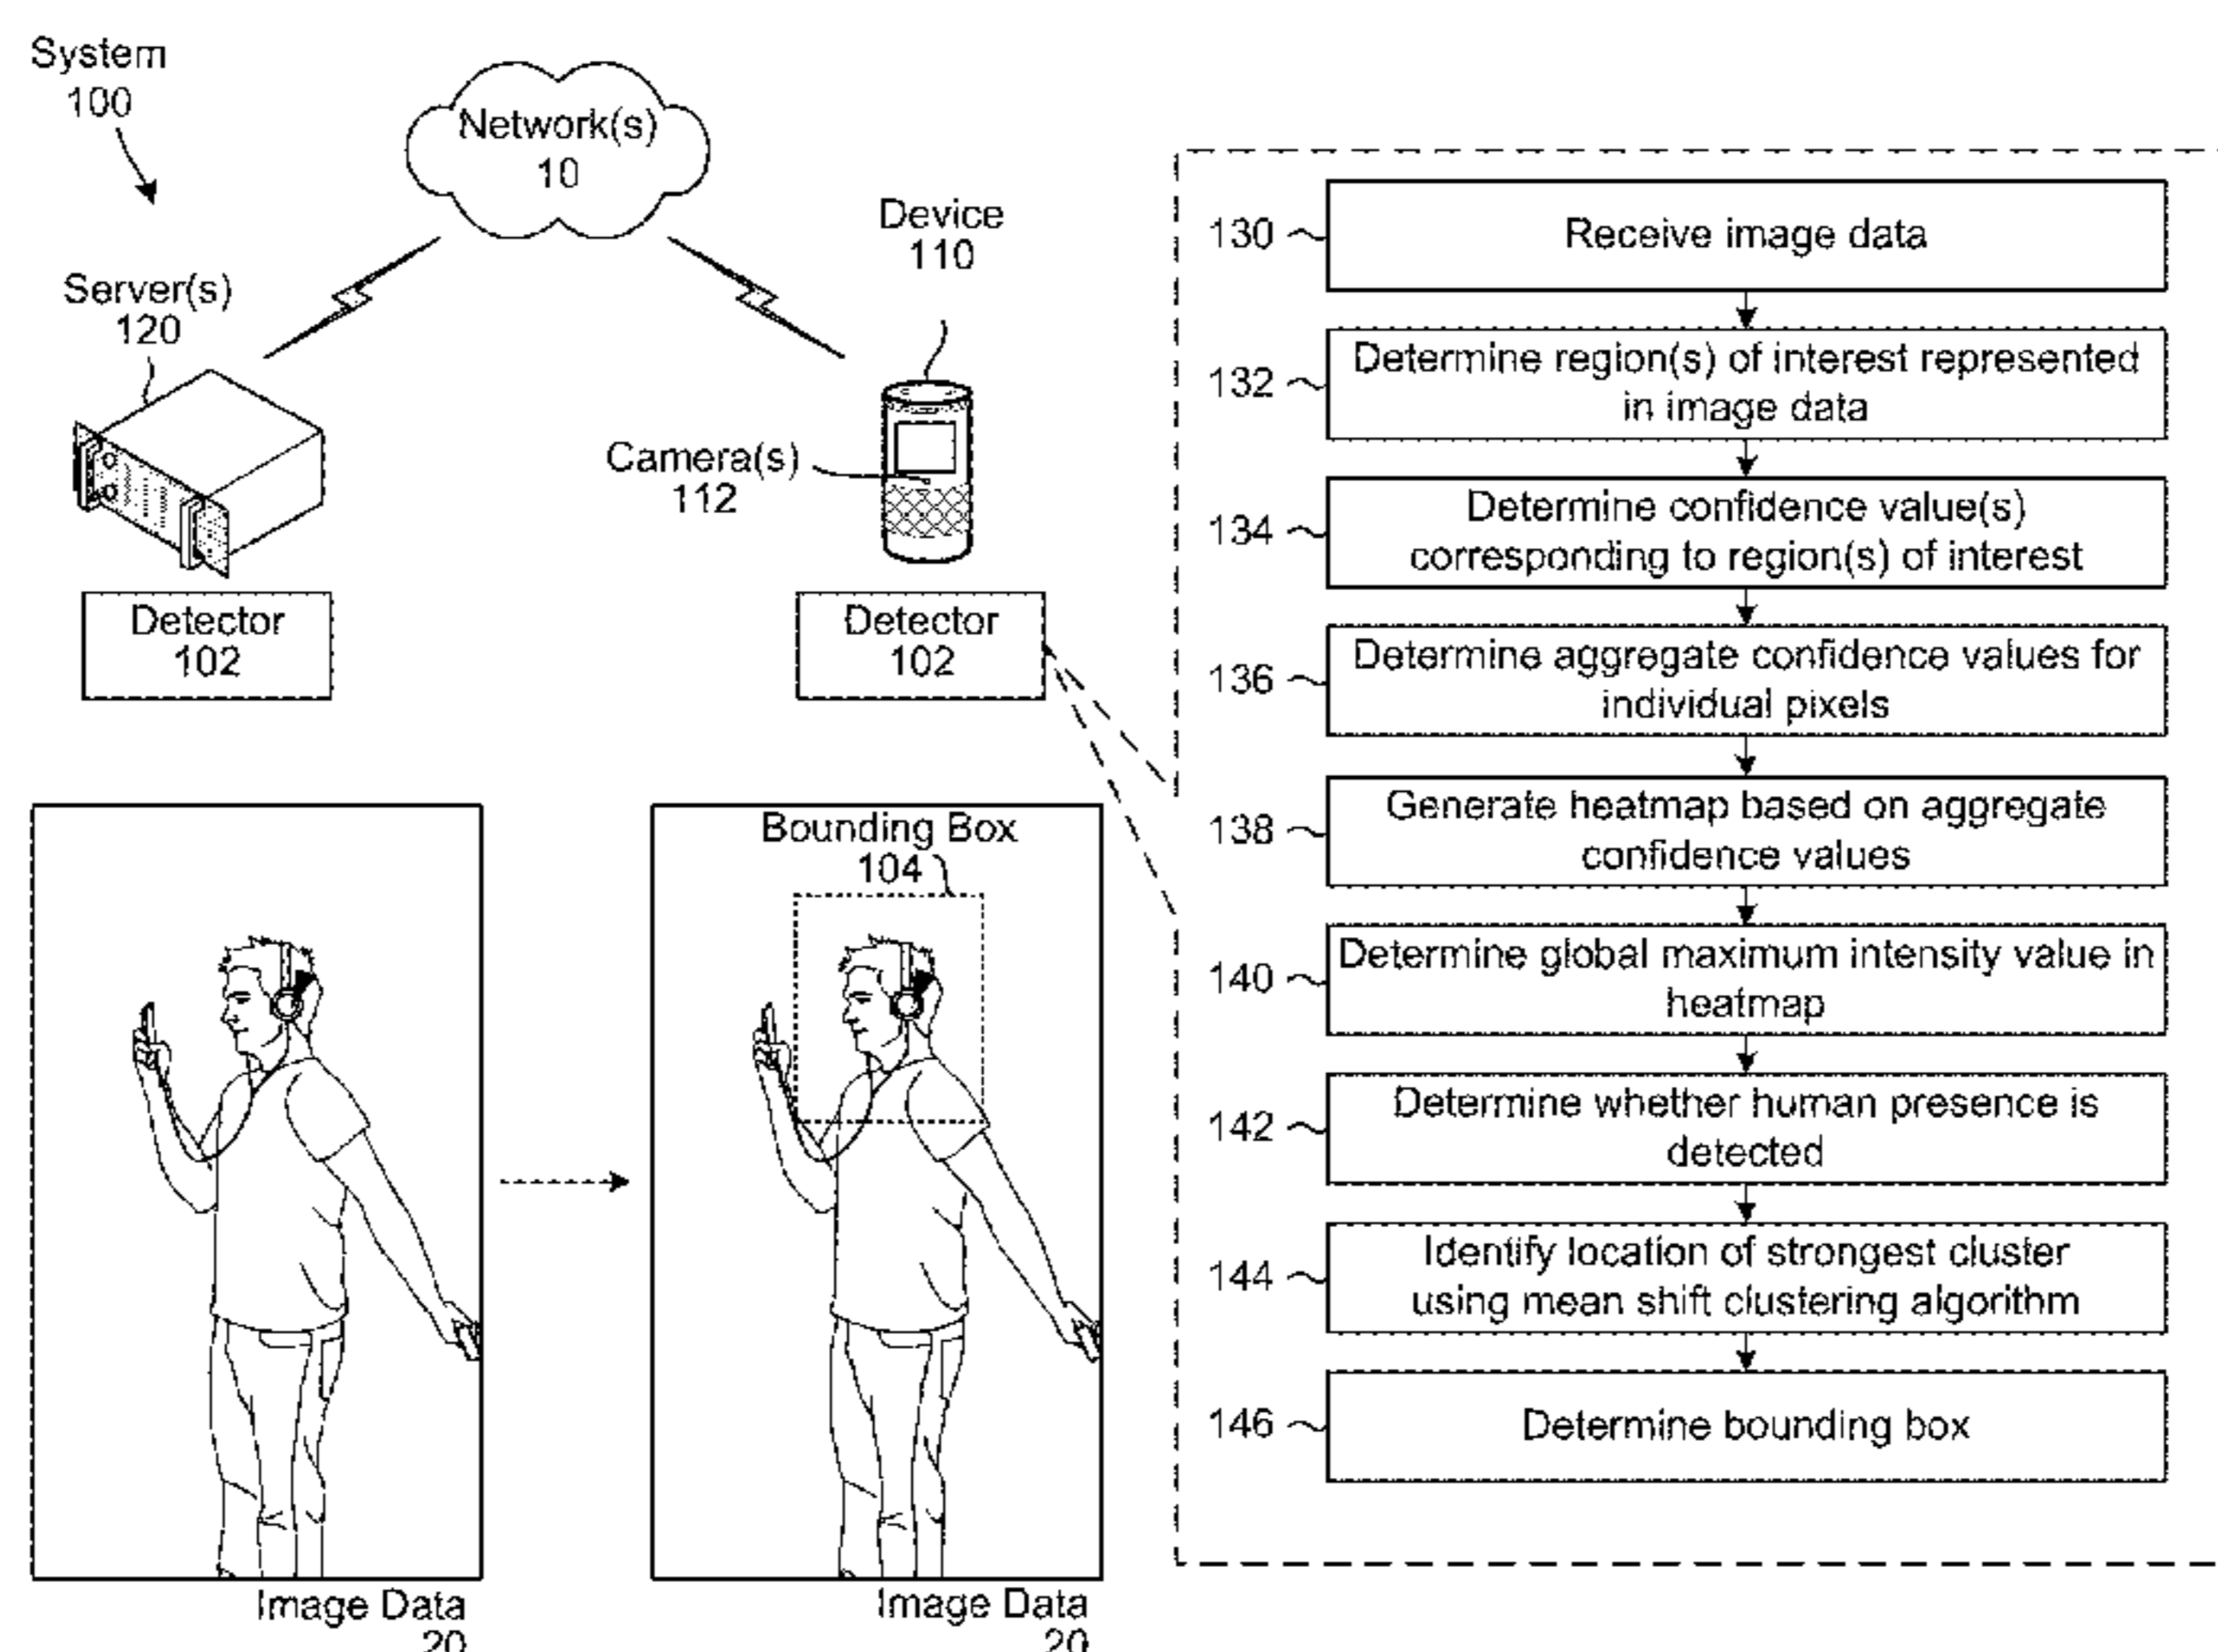 System
100
Network(s)
10
Device
110
Server(s)
120
Camera(s)
112
Detector
102
Detector
102
Bounding Box
104
Image Data
20
Image Data
20
130
Receive image data
132
Determine region(s) of interest represented
in image data
134
Determine confidence value(s)
corresponding to region(s) of interest
136
Determine aggregate confidence values for
individual pixels
138
Generate heatmap based on aggregate
confidence values
140
Determine global maximum intensity value in
heatmap
142
Determine whether human presence is
detected
144
Identify location of strongest cluster
using mean shift clustering algorithm
146
Determine bounding box